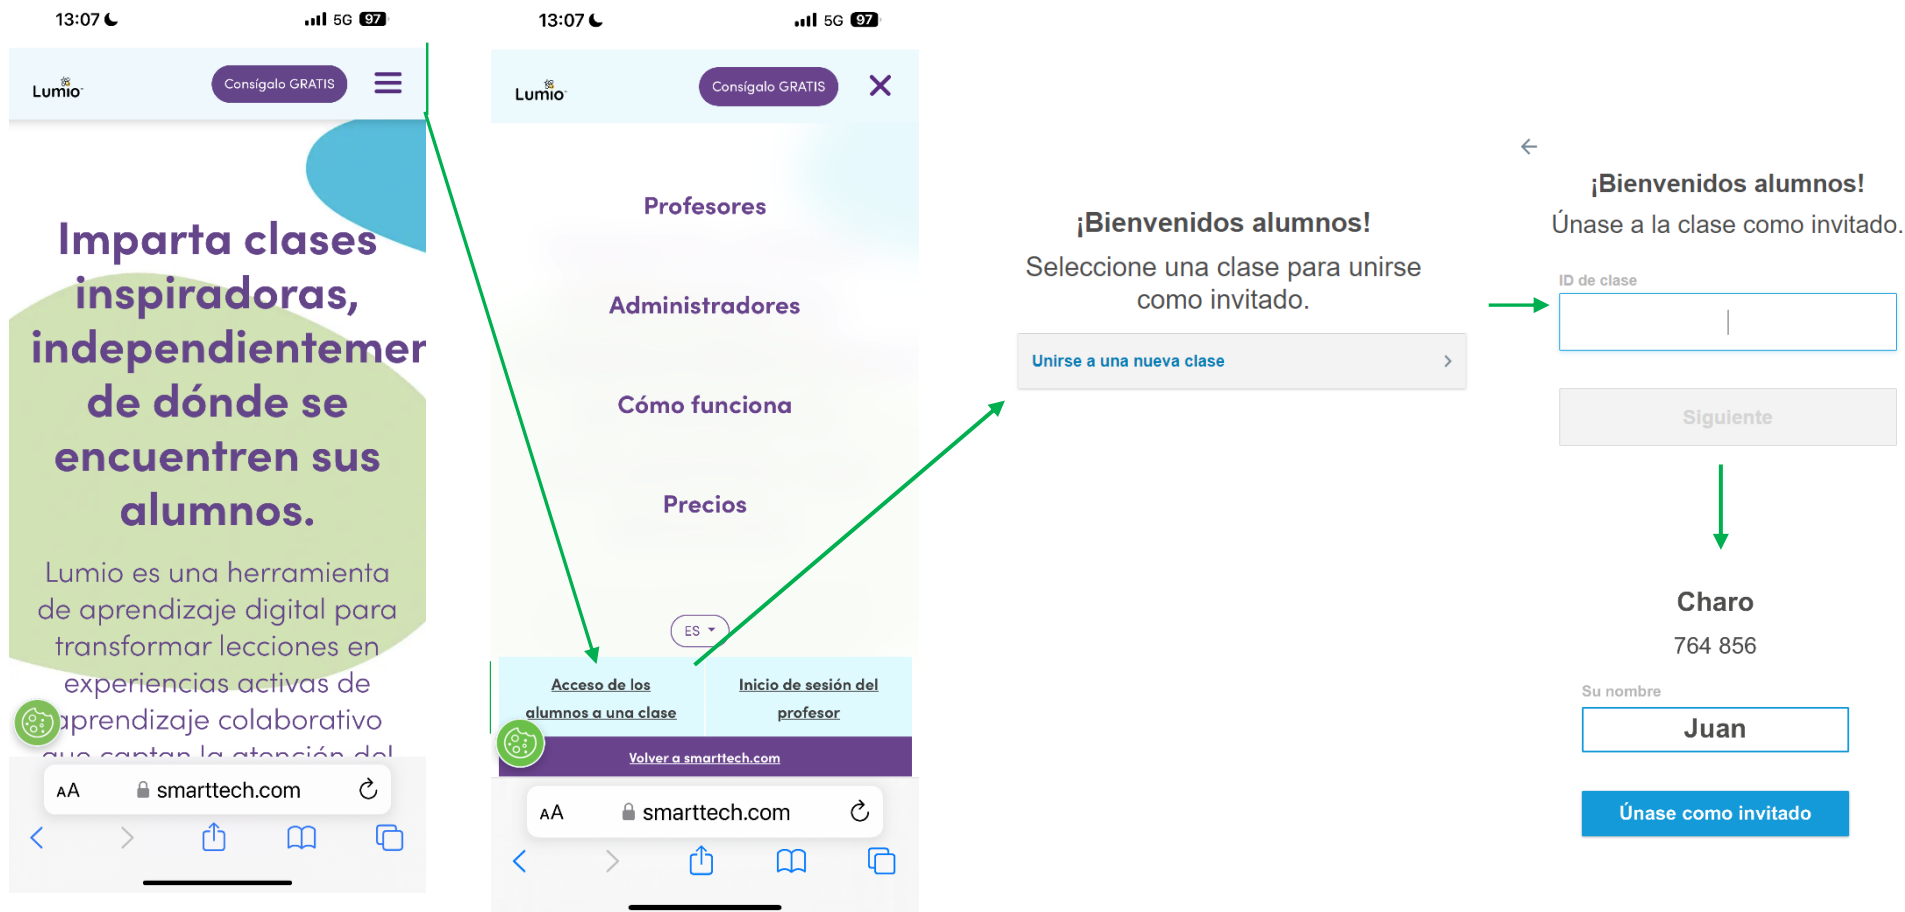 13:07
5G 97
Lumio
Consígalo GRATIS
Imparta clases
inspiradoras,
independientemer
de dónde se
encuentren sus
alumnos.
Lumio es una herramienta
de aprendizaje digital para
transformar lecciones en
experiencias activas de
aprendizaje colaborativo
que captan la atención del
AA smarttech.com
13:07
5G 97
Lumio
Consígalo GRATIS
Profesores
Administradores
Cómo funciona
Precios
ES
Acceso de los
alumnos a una clase
Inicio de sesión del
profesor
Volver a smarttech.com
AA smarttech.com
¡Bienvenidos alumnos!
Seleccione una clase para unirse
como invitado.
Unirse a una nueva clase
¡Bienvenidos alumnos!
Únase a la clase como invitado.
ID de clase
Siguiente
Charo
764 856
Su nombre
Juan
Únase como invitado